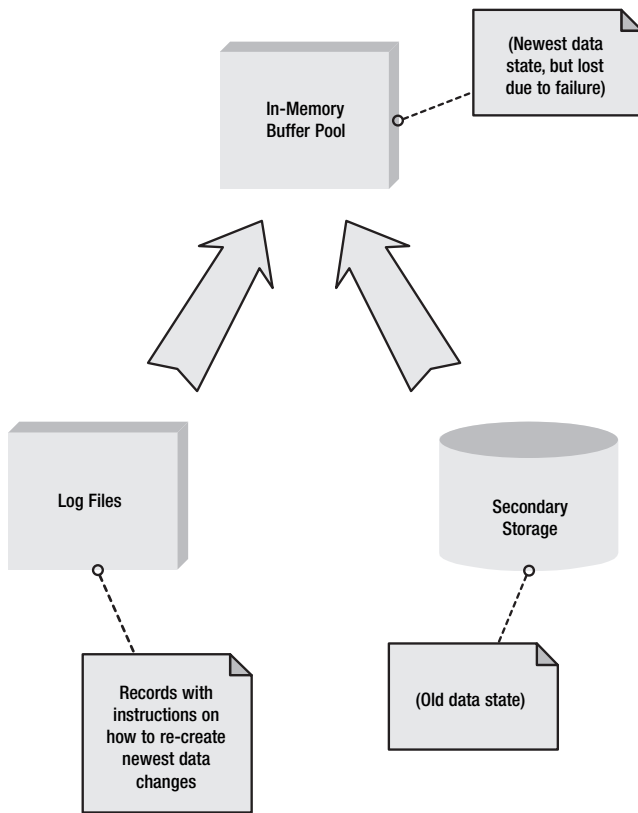 (Newest data
state, but lost
due to failure)
In-Memory
Buffer Pool
Log Files
Secondary
Storage
Records with
instructions on
how to re-create
newest data
changes
(Old data state)